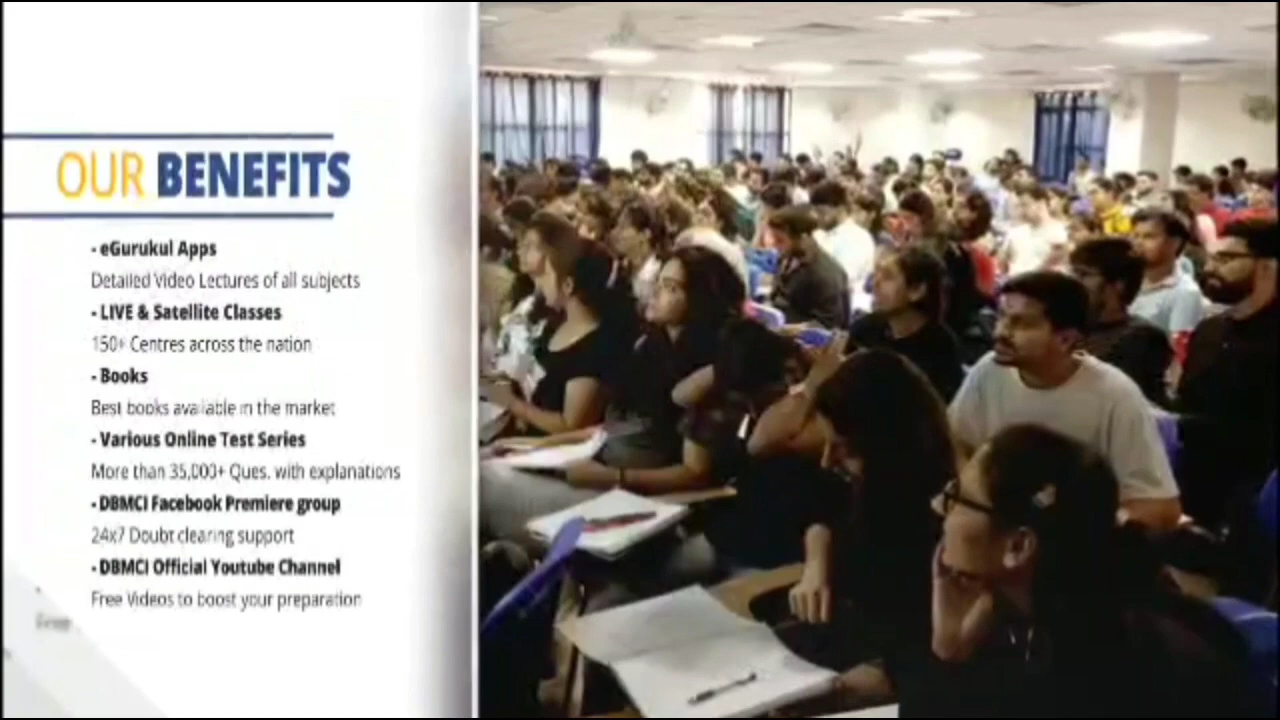 OUR BENEFITS
- eGurukul Apps
Detailed Video Lectures of all subjects
- LIVE & Satellite Classes
150+ Centres across the nation
- Books
Best books available in the market
- Various Online Test Series
More than 35,000+ Ques. with explanations
- DBMCI Facebook Premiere group
24x7 Doubt clearing support
- DBMCI Official Youtube Channel
Free Videos to boost your preparation